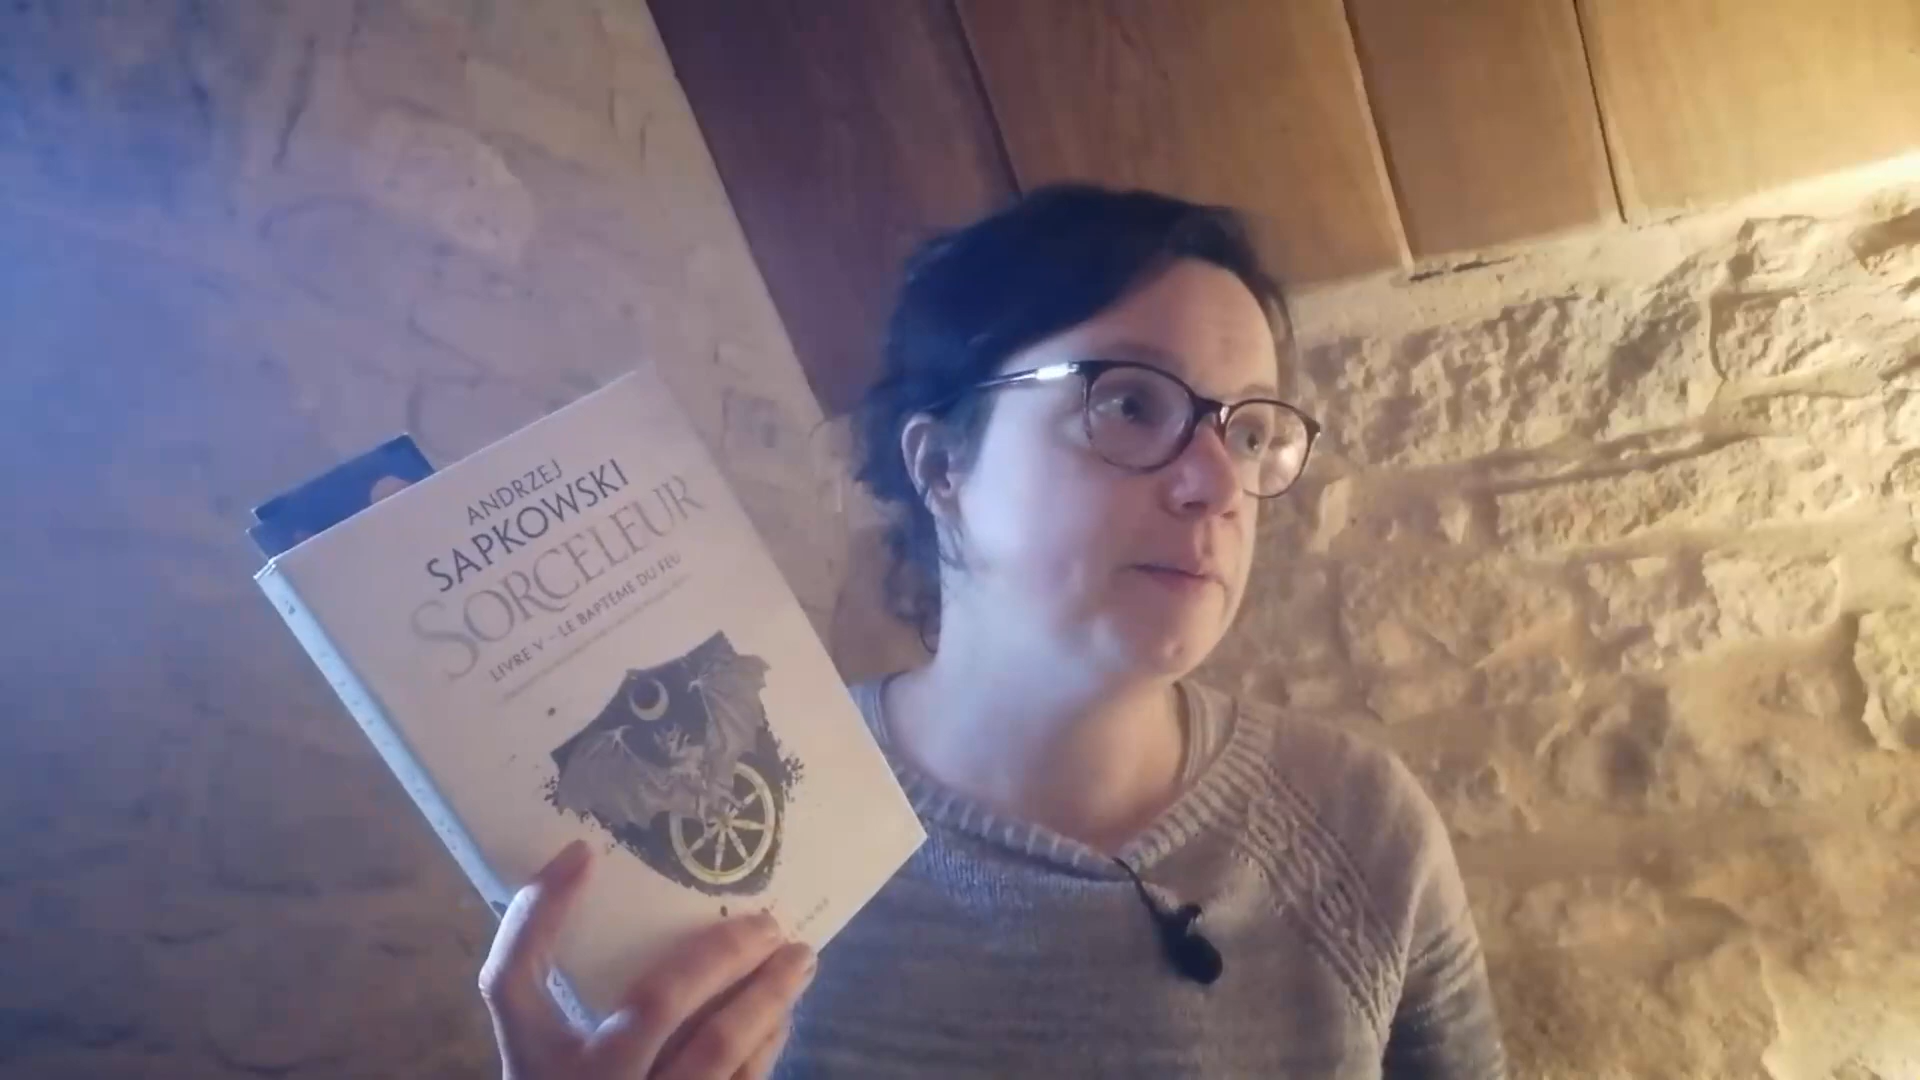 ANDRZEJ
SAPKOWSKI
SORCELEUR
LIVRE V – LE BAPTÊME DU FEU